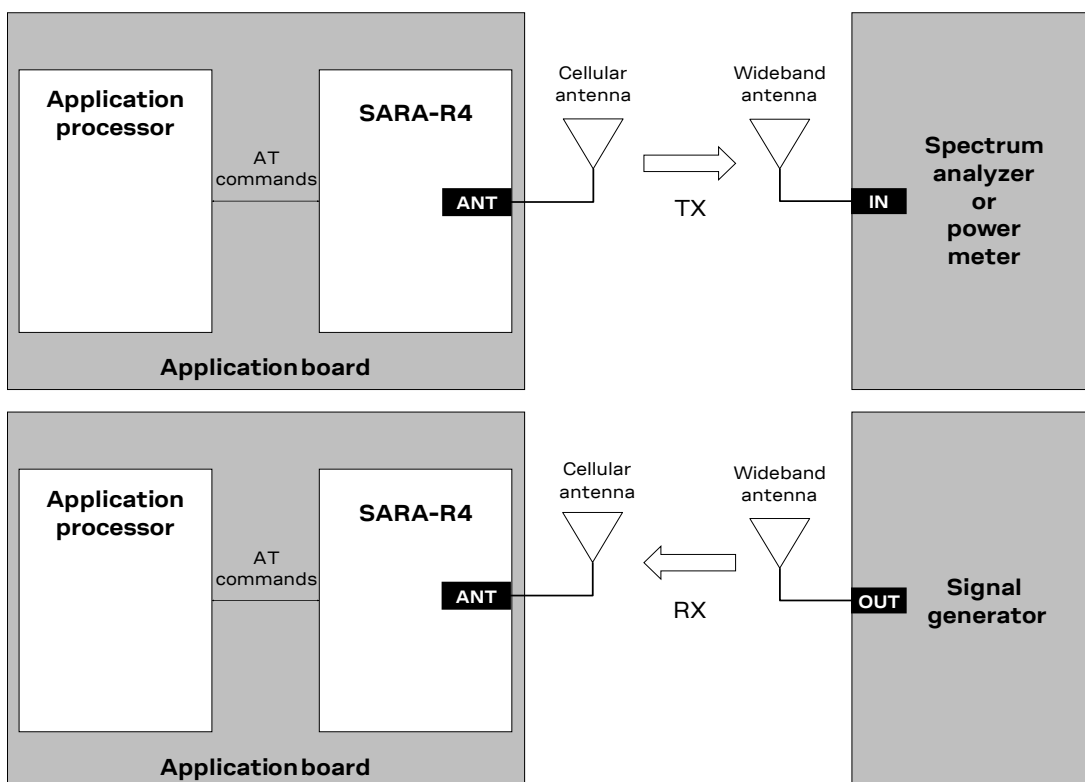 Application
processor
AT
commands
SARA-R4
ANT
Application board
Cellular
antenna
TX
Wideband
antenna
IN
Spectrum
analyzer
or
power
meter
Application
processor
AT
commands
SARA-R4
ANT
Application board
Cellular
antenna
RX
Wideband
antenna
OUT
Signal
generator